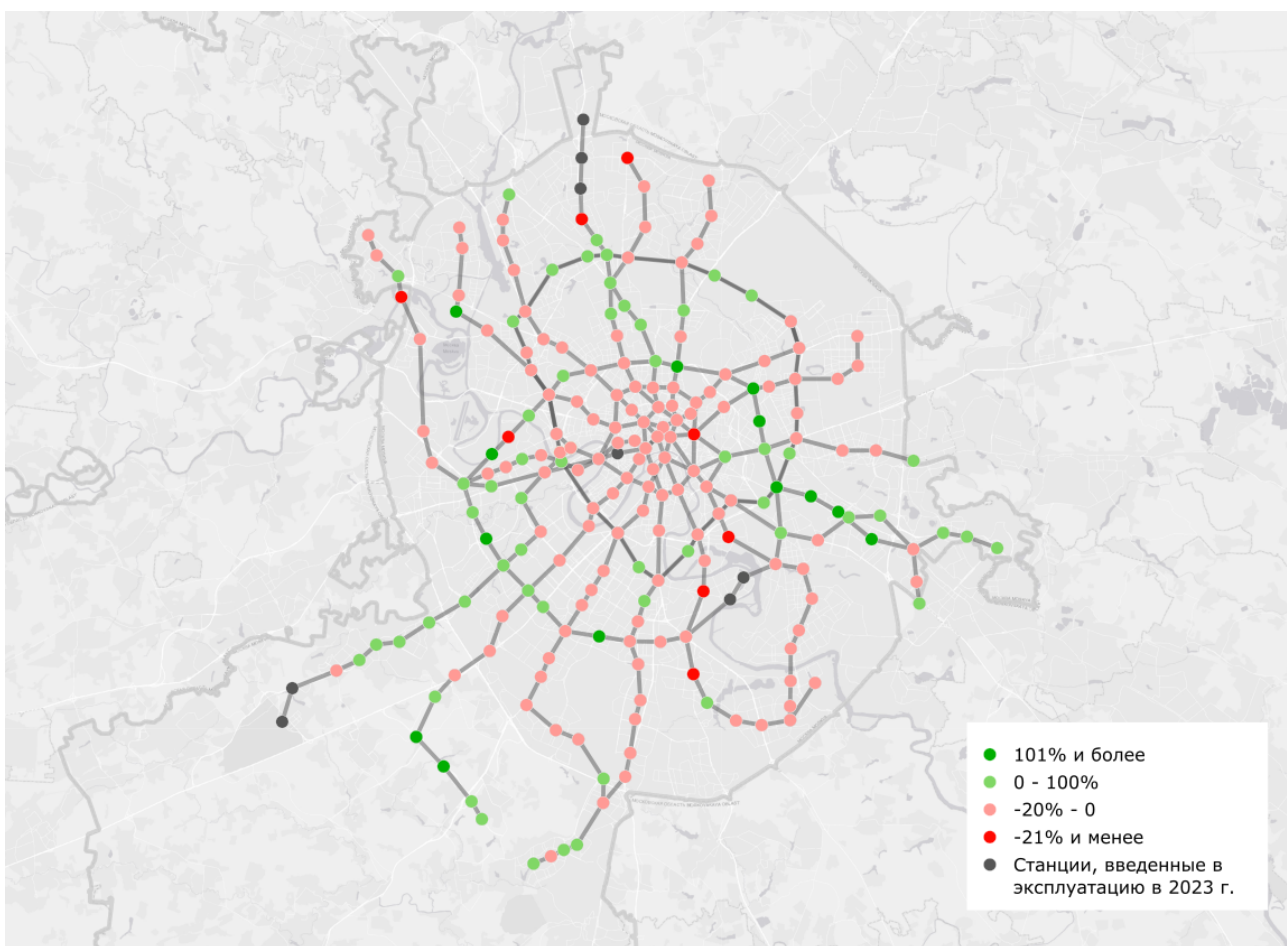 101% и более
0 - 100%
-20% - 0
-21% и менее
Станции, введенные в
эксплуатацию в 2023 г.